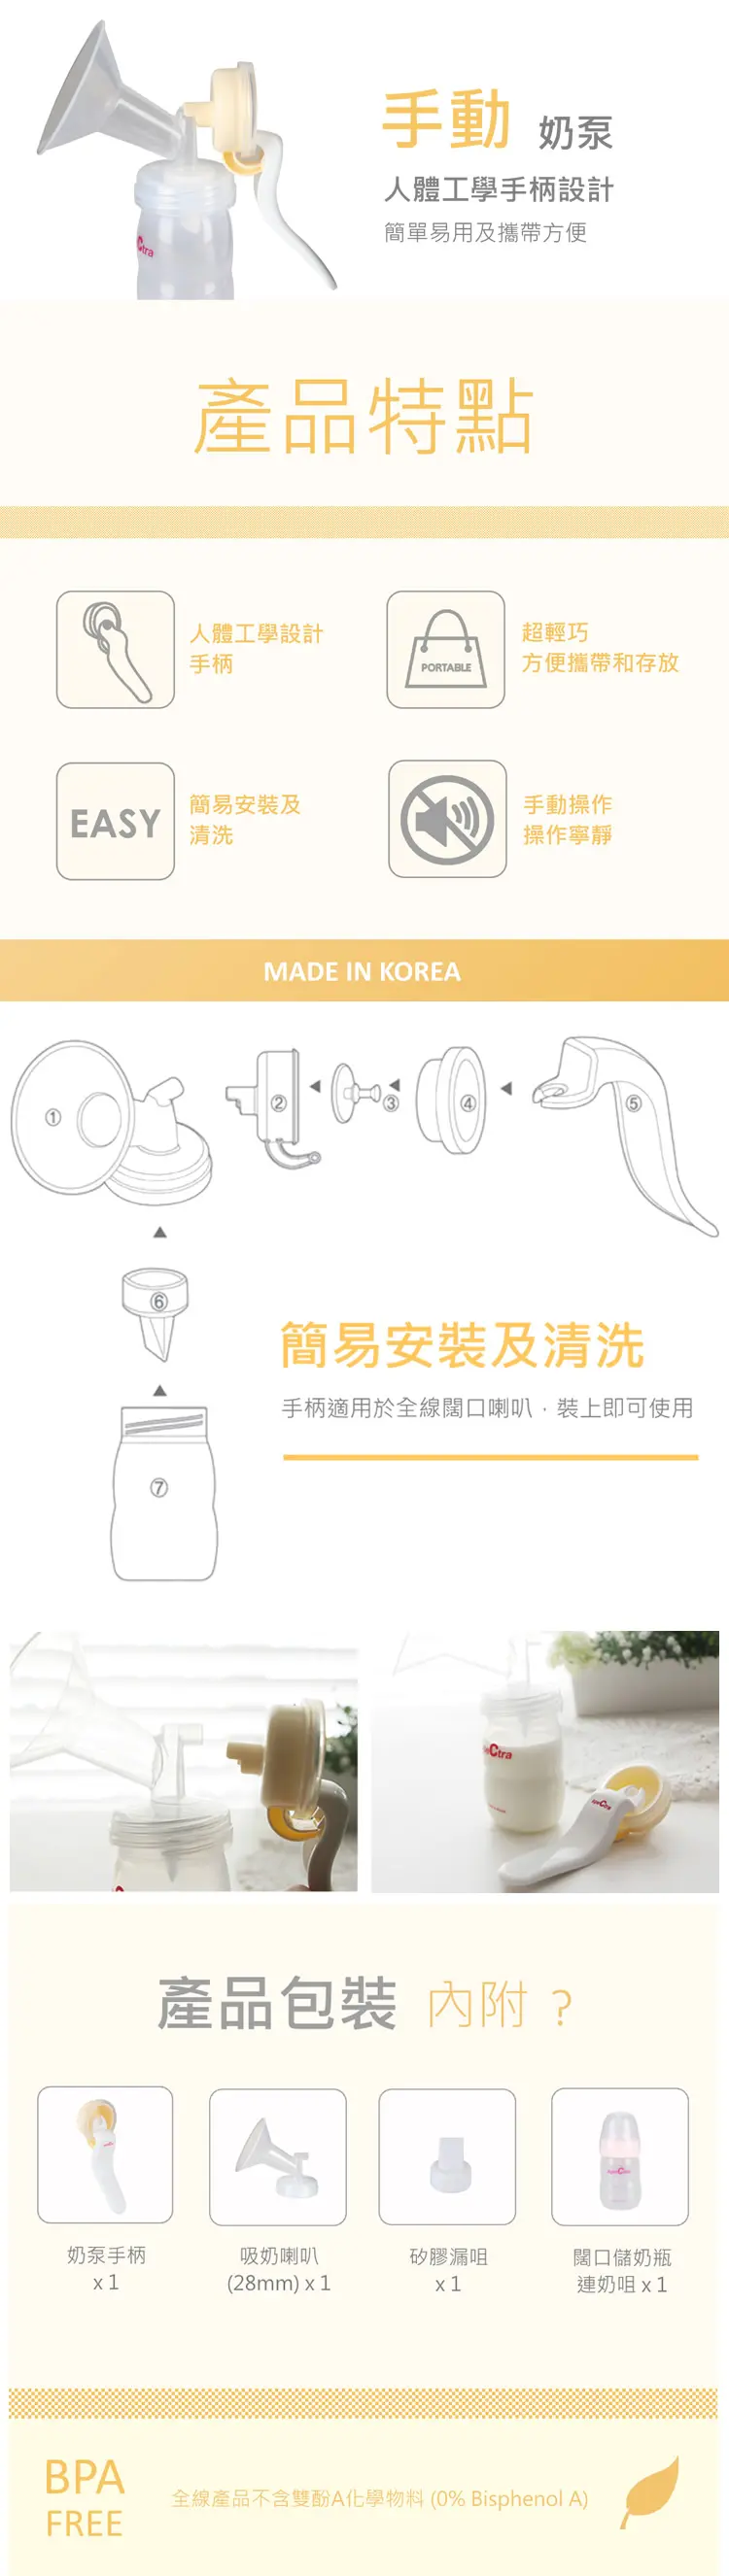 手動 奶泵
人體工學手柄設計
簡單易用及攜帶方便
ctra
產品特點
人體工學設計
手柄
PORTABLE
超輕巧
方便攜帶和存放
EASY
簡易安裝及
清洗
手動操作
操作寧靜
MADE IN KOREA
①
②
③
④
⑤
⑥
簡易安裝及清洗
手柄適用於全線闊口喇叭，裝上即可使用
⑦
產品包裝 內附 ?
奶泵手柄
x 1
吸奶喇叭
(28mm) x 1
矽膠漏咀
x 1
闊口儲奶瓶
連奶咀 x 1
BPA
FREE
全線產品不含雙酚A化學物料 (0% Bisphenol A)